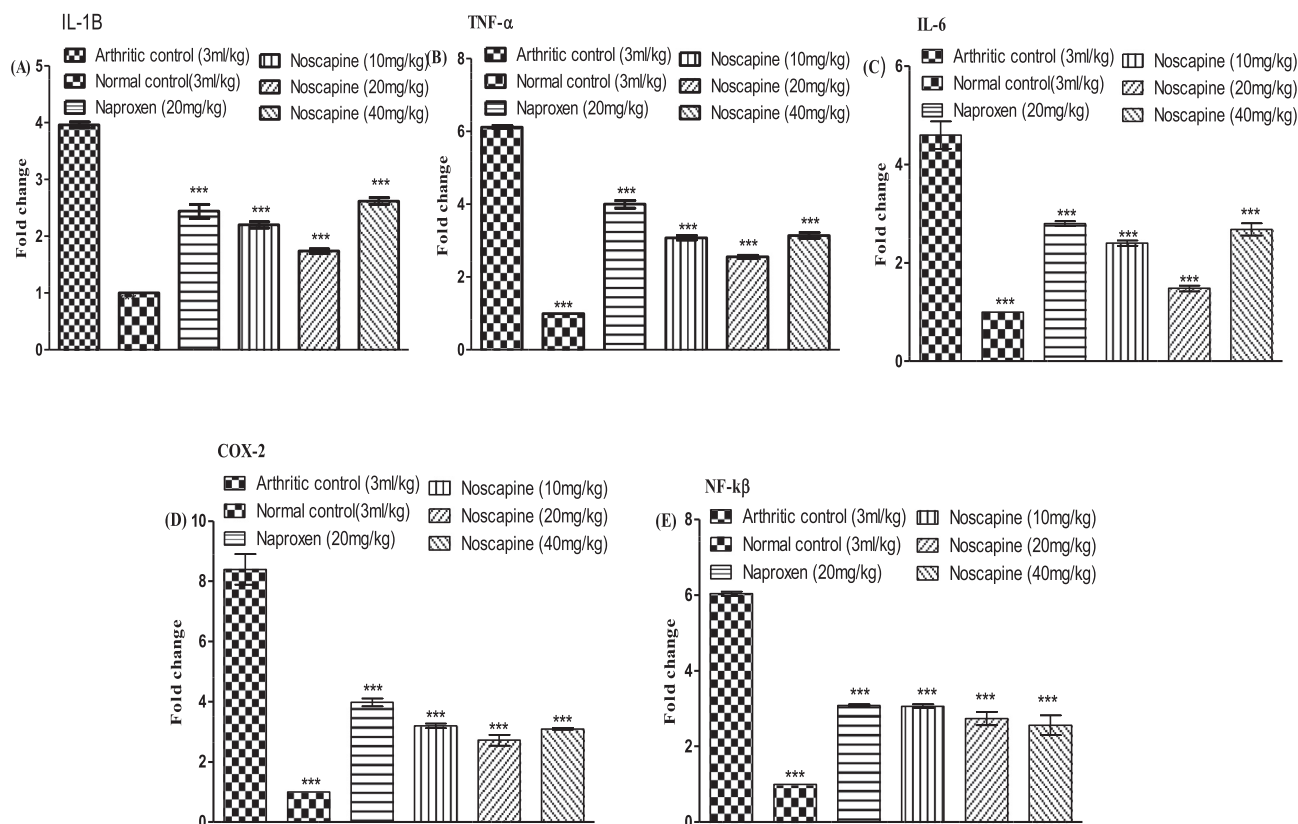 IL-1B
(A)
Arthritic control (3ml/kg)
Normal control(3ml/kg)
Naproxen (20mg/kg)
Noscapine (10mg/kg)
Noscapine (20mg/kg)
Noscapine (40mg/kg)
Fold change
5
4
3
2
1
0
***
***
***
***
TNF-α
(B)
Arthritic control (3ml/kg)
Normal control (3ml/kg)
Naproxen (20mg/kg)
Noscapine (10mg/kg)
Noscapine (20mg/kg)
Noscapine (40mg/kg)
Fold change
8
6
4
2
0
***
***
***
***
***
IL-6
(C)
Arthritic control (3ml/kg)
Normal control (3ml/kg)
Naproxen (20mg/kg)
Noscapine (10mg/kg)
Noscapine (20mg/kg)
Noscapine (40mg/kg)
Fold change
6
4
2
0
***
***
***
***
***
COX-2
(D)
Arthritic control (3ml/kg)
Normal control(3ml/kg)
Naproxen (20mg/kg)
Noscapine (10mg/kg)
Noscapine (20mg/kg)
Noscapine (40mg/kg)
Fold change
10
8
6
4
2
0
***
***
***
***
***
NF-kβ
(E)
Arthritic control (3ml/kg)
Normal control (3ml/kg)
Naproxen (20mg/kg)
Noscapine (10mg/kg)
Noscapine (20mg/kg)
Noscapine (40mg/kg)
Fold change
8
6
4
2
0
***
***
***
***
***